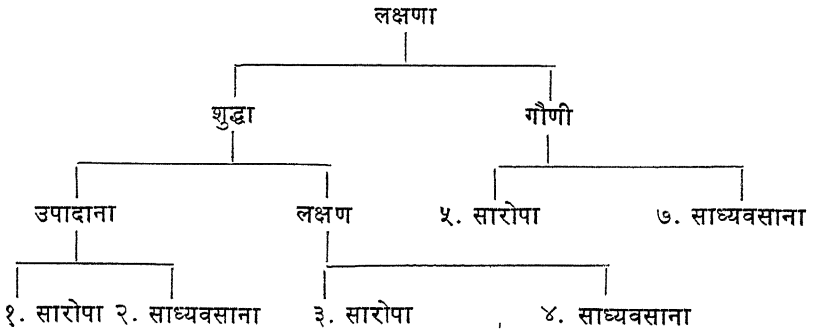 लक्षणा
शुद्धा गौणी
उपादाना लक्षण ५. सारोपा ७. साध्यवसाना
१. सारोपा २. साध्यवसाना ३. सारोपा ४. साध्यवसाना